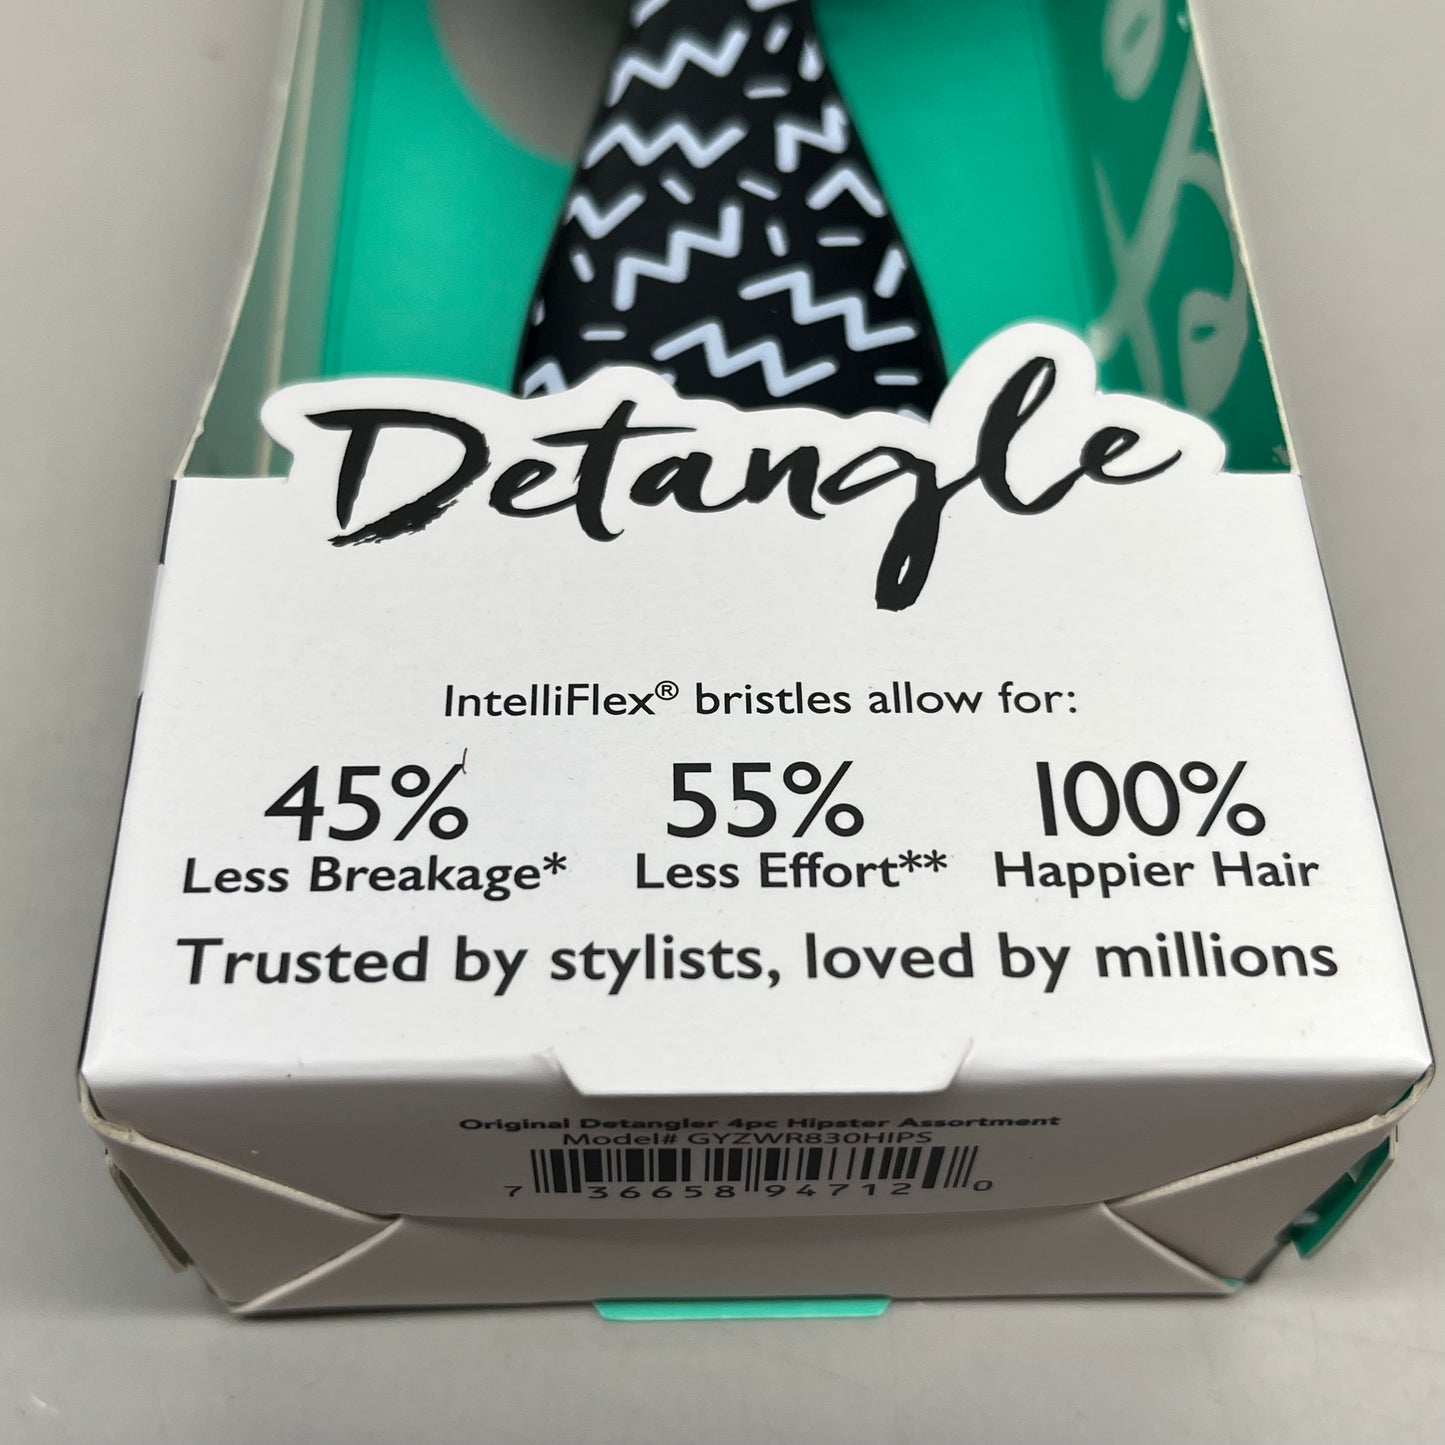 Detangle
IntelliFlex® bristles allow for:
45% 55% 100%
Less Breakage* Less Effort** Happier Hair
Trusted by stylists, loved by millions
Original Detangler 4pc Hipster Assortment
Model# GYZWR830HIPS
7 36658 94712 0